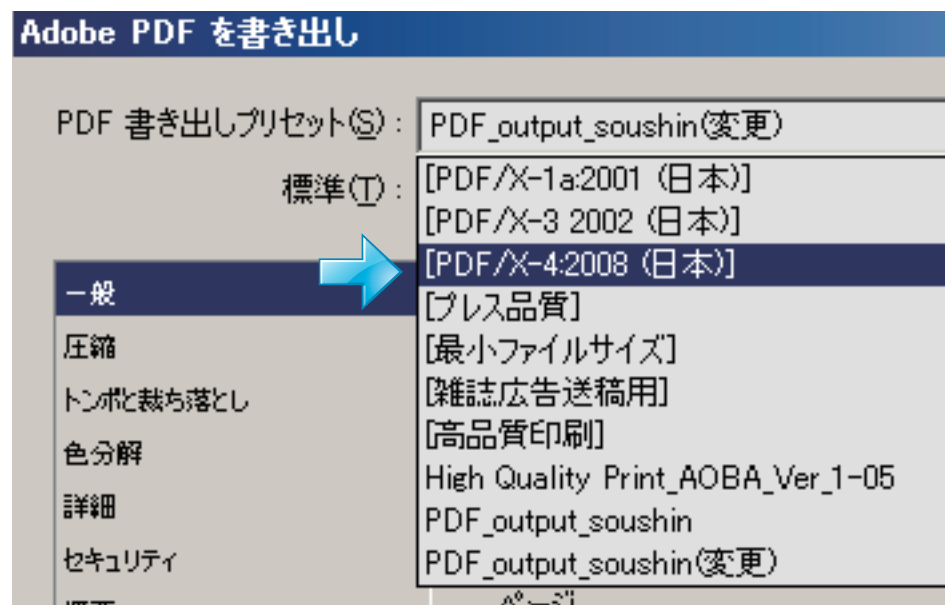 Adobe PDF を書き出し
PDF 書き出しプリセット(S): PDF_output_soushin(変更)
標準(T):
[PDF/X-1a:2001 (日本)]
[PDF/X-3 2002 (日本)]
[PDF/X-4:2008 (日本)]
[プレス品質]
[最小ファイルサイズ]
[雑誌広告送稿用]
[高品質印刷]
High Quality Print_AOBA_Ver_1-05
PDF_output_soushin
PDF_output_soushin(変更)
一般
圧縮
トンボと裁ち落とし
色分解
詳細
セキュリティ